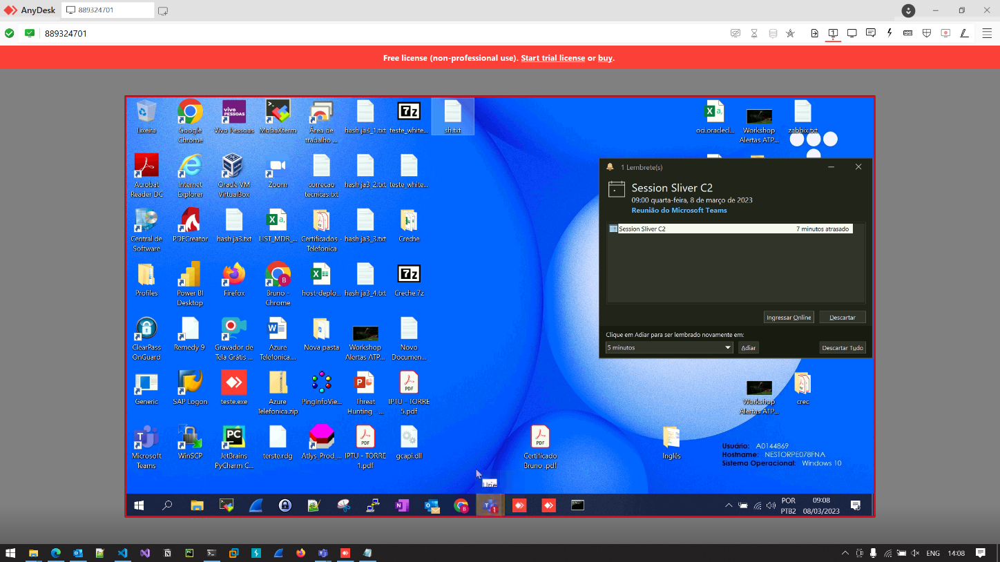 AnyDesk
889324701
889324701
Free license (non-professional use). Start trial license or buy.
Lixeira
Google
Chrome
Vivo Pessoas
MobaXterm
Área de
trabalho ...
hash ja3_1.txt
teste_white...
sh.txt
oci.oraclecl...
Workshop
Alertas ATP...
zabbix.txt
Acrobat
Reader DC
Internet
Explorer
Oracle VM
VirtualBox
Zoom
correcao
tecnicas.txt
hash ja3_2.txt
teste_white...
Central de
Software
PDFCreator
hash ja3.txt
LIST_MDR_...
Certificados -
Telefonica
hash ja3_3.txt
Creche
Profiles
Power BI
Desktop
Firefox
Bruno -
Chrome
host-deplo...
hash ja3_4.txt
Creche.7z
ClearPass
OnGuard
Remedy 9
Gravador de
Tela Grátis ...
Azure
Telefonica....
Nova pasta
Workshop
Alertas ATP...
Novo
Documen...
Generic
SAP Logon
teste.exe
Azure
Telefonica.zip
PingInfoVie...
Threat
Hunting - ...
IPTU - TORRE
5.pdf
Microsoft
Teams
WinSCP
JetBrains
PyCharm C...
terste.rdg
Atlys_Prod_...
IPTU - TORRE
1.pdf
gcapi.dll
Certificado
Bruno .pdf
Inglês
Workshop
Alertas ATP...
crec
1 Lembrete(s)
Session Sliver C2
09:00 quarta-feira, 8 de março de 2023
Reunião do Microsoft Teams
Session Sliver C2 7 minutos atrasado
Ingressar Online Descartar
Clique em Adiar para ser lembrado novamente em:
5 minutos Adiar Descartar Tudo
Usuário: A0144869
Hostname: NESTORPE078FNA
Sistema Operacional: Windows 10
POR
PTB2
09:08
08/03/2023
ENG 14:08